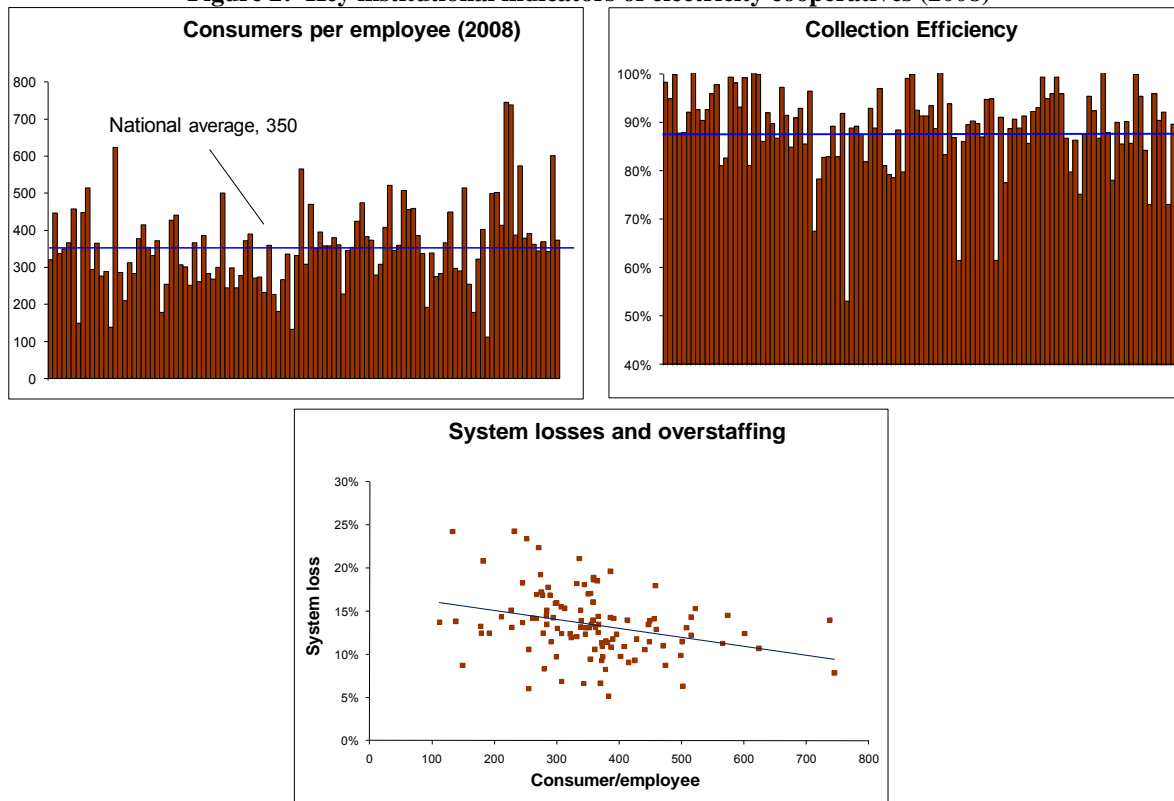 Figure 2: Key institutional indicators of electricity cooperatives (2008)
Consumers per employee (2008)
800
700
600
500
400
300
200
100
0
National average, 350
Collection Efficiency
100%
90%
80%
70%
60%
50%
40%
System losses and overstaffing
30%
25%
20%
15%
10%
5%
0%
System loss
0 100 200 300 400 500 600 700 800
Consumer/employee